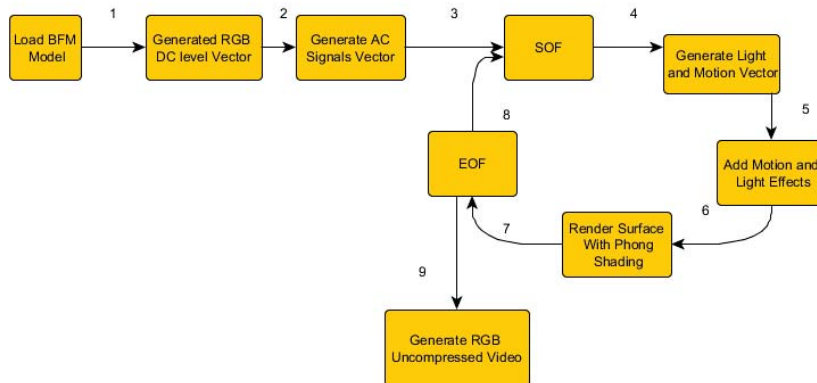 1
2
3
4
Load BFM
Model
Generated RGB
DC level Vector
Generate AC
Signals Vector
SOF
Generate Light
and Motion Vector
8
5
EOF
Add Motion and
Light Effects
6
7
Render Surface
With Phong
Shading
9
Generate RGB
Uncompressed Video